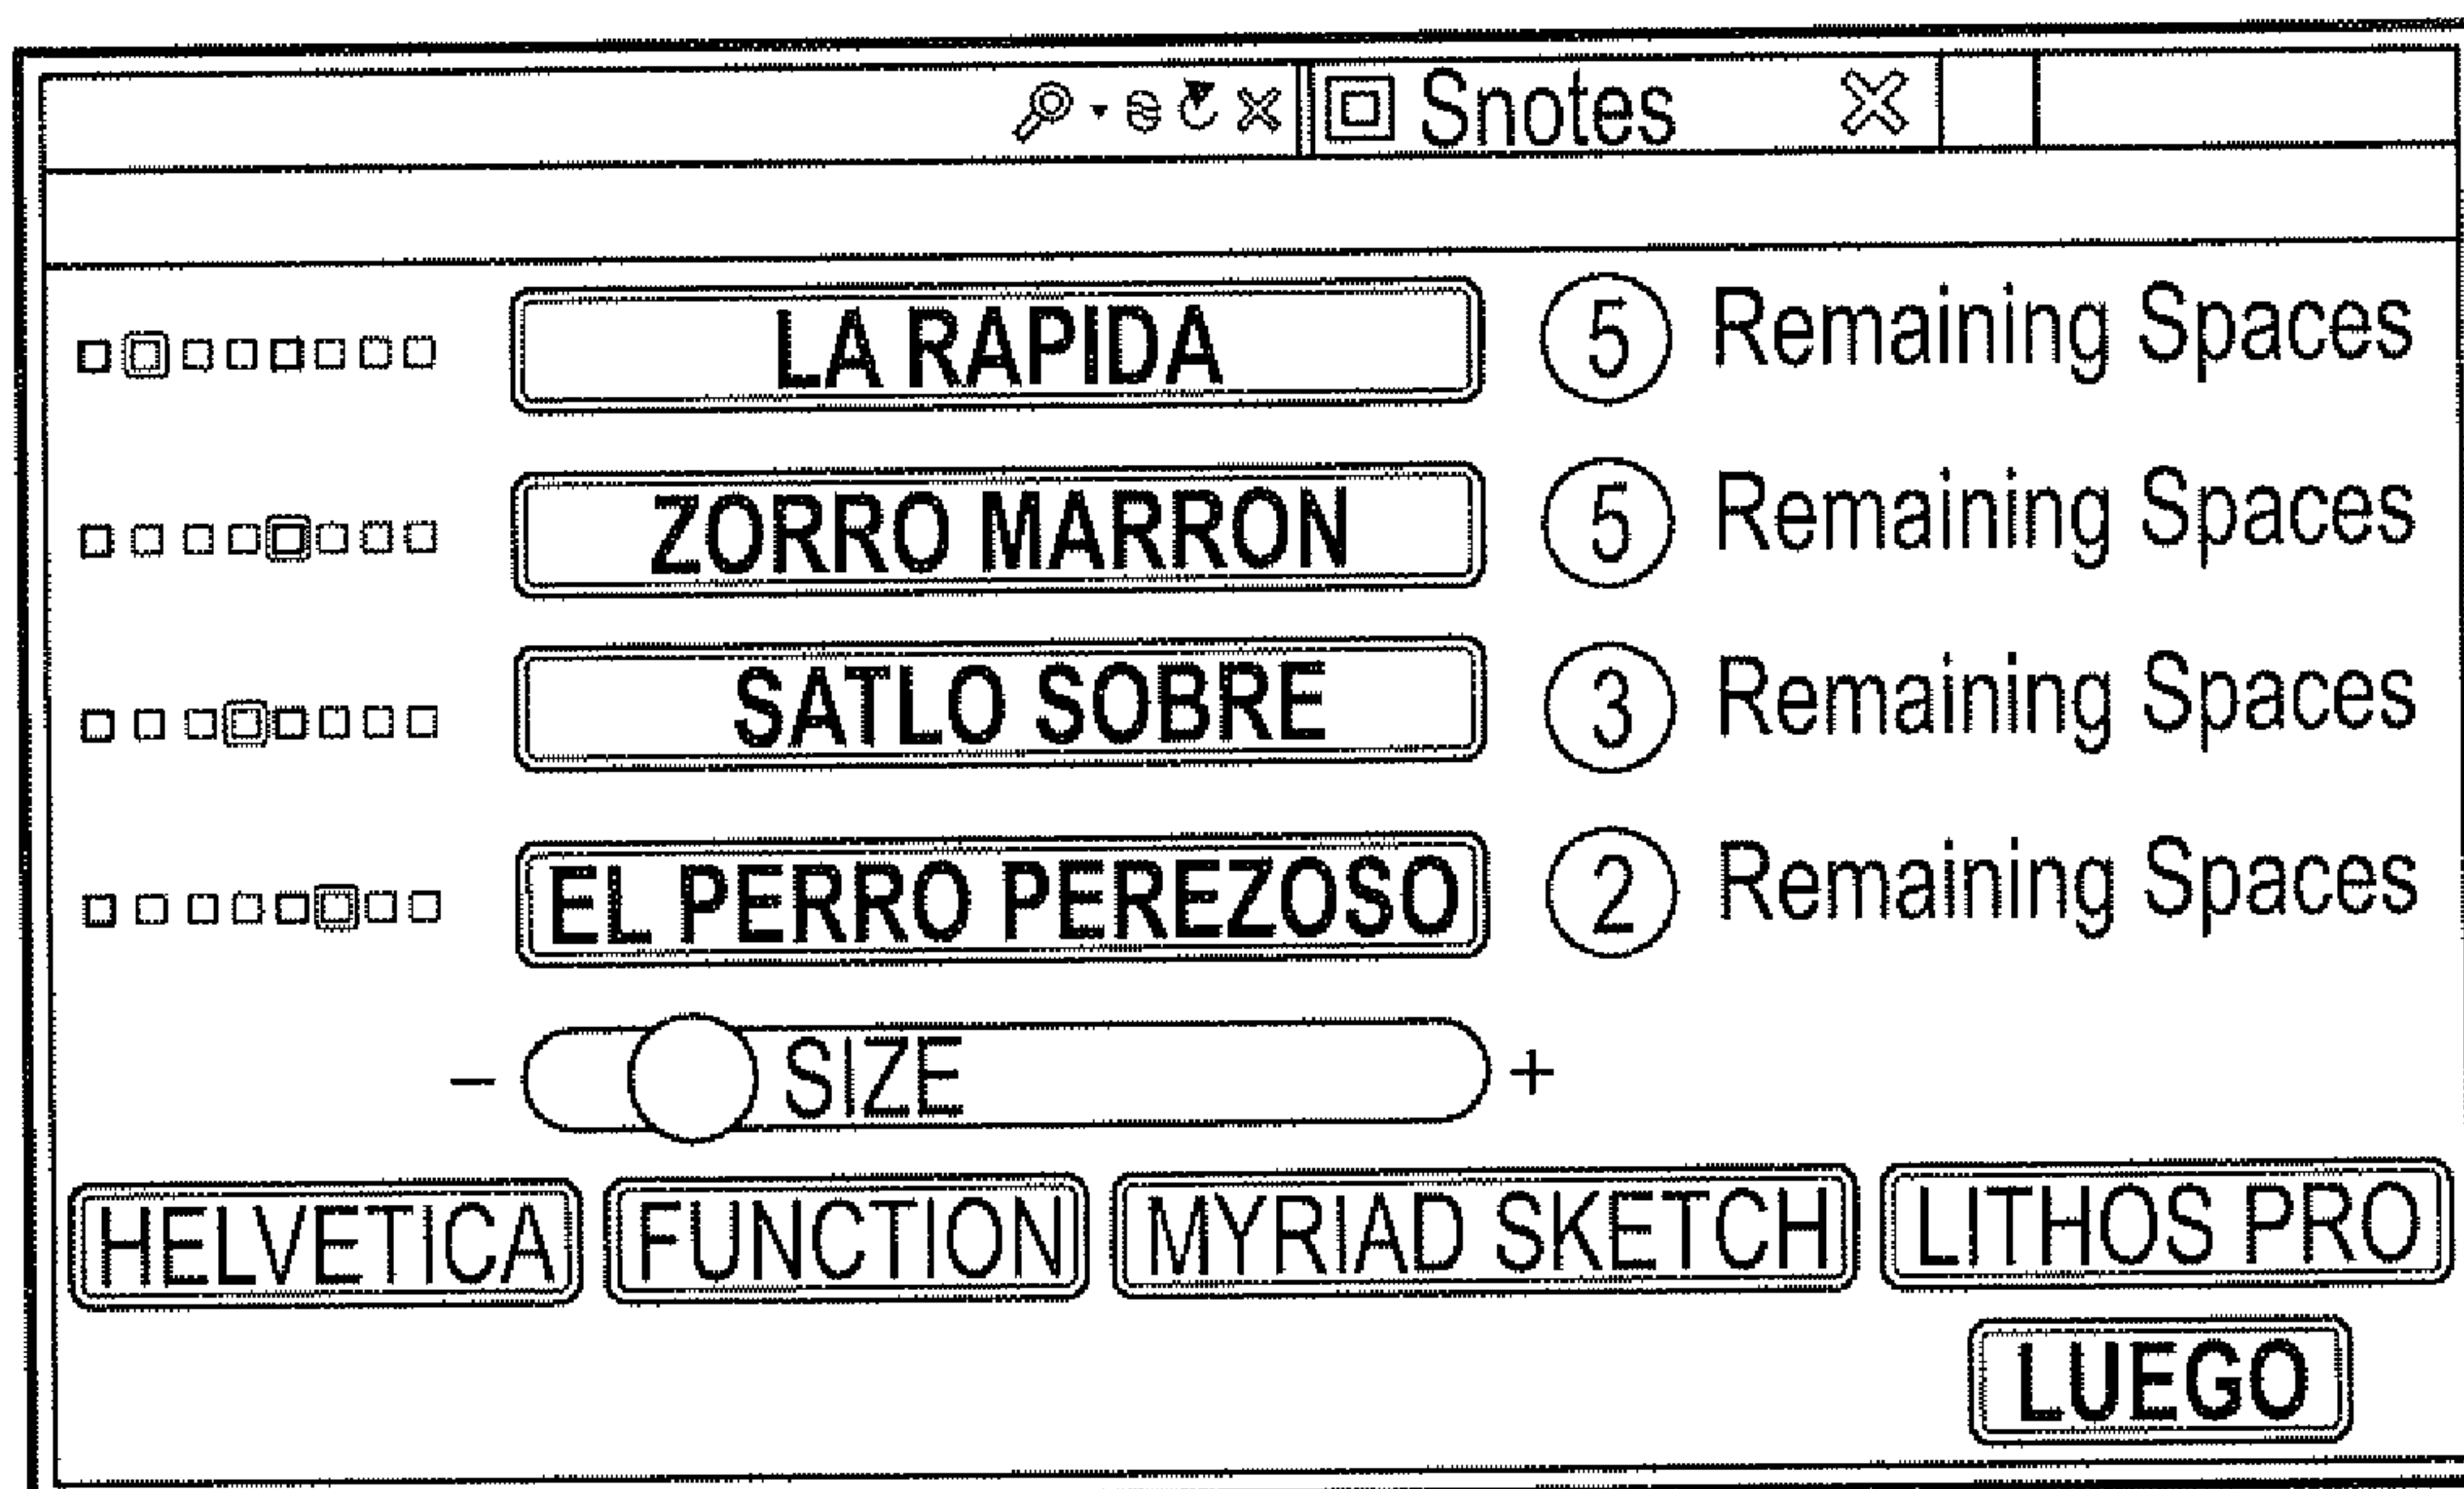 Snotes
LA RAPIDA 5 Remaining Spaces
ZORRO MARRON 5 Remaining Spaces
SATLO SOBRE 3 Remaining Spaces
EL PERRO PEREZOSO 2 Remaining Spaces
- SIZE +
HELVETICA FUNCTION MYRIAD SKETCH LITHOS PRO
LUEGO